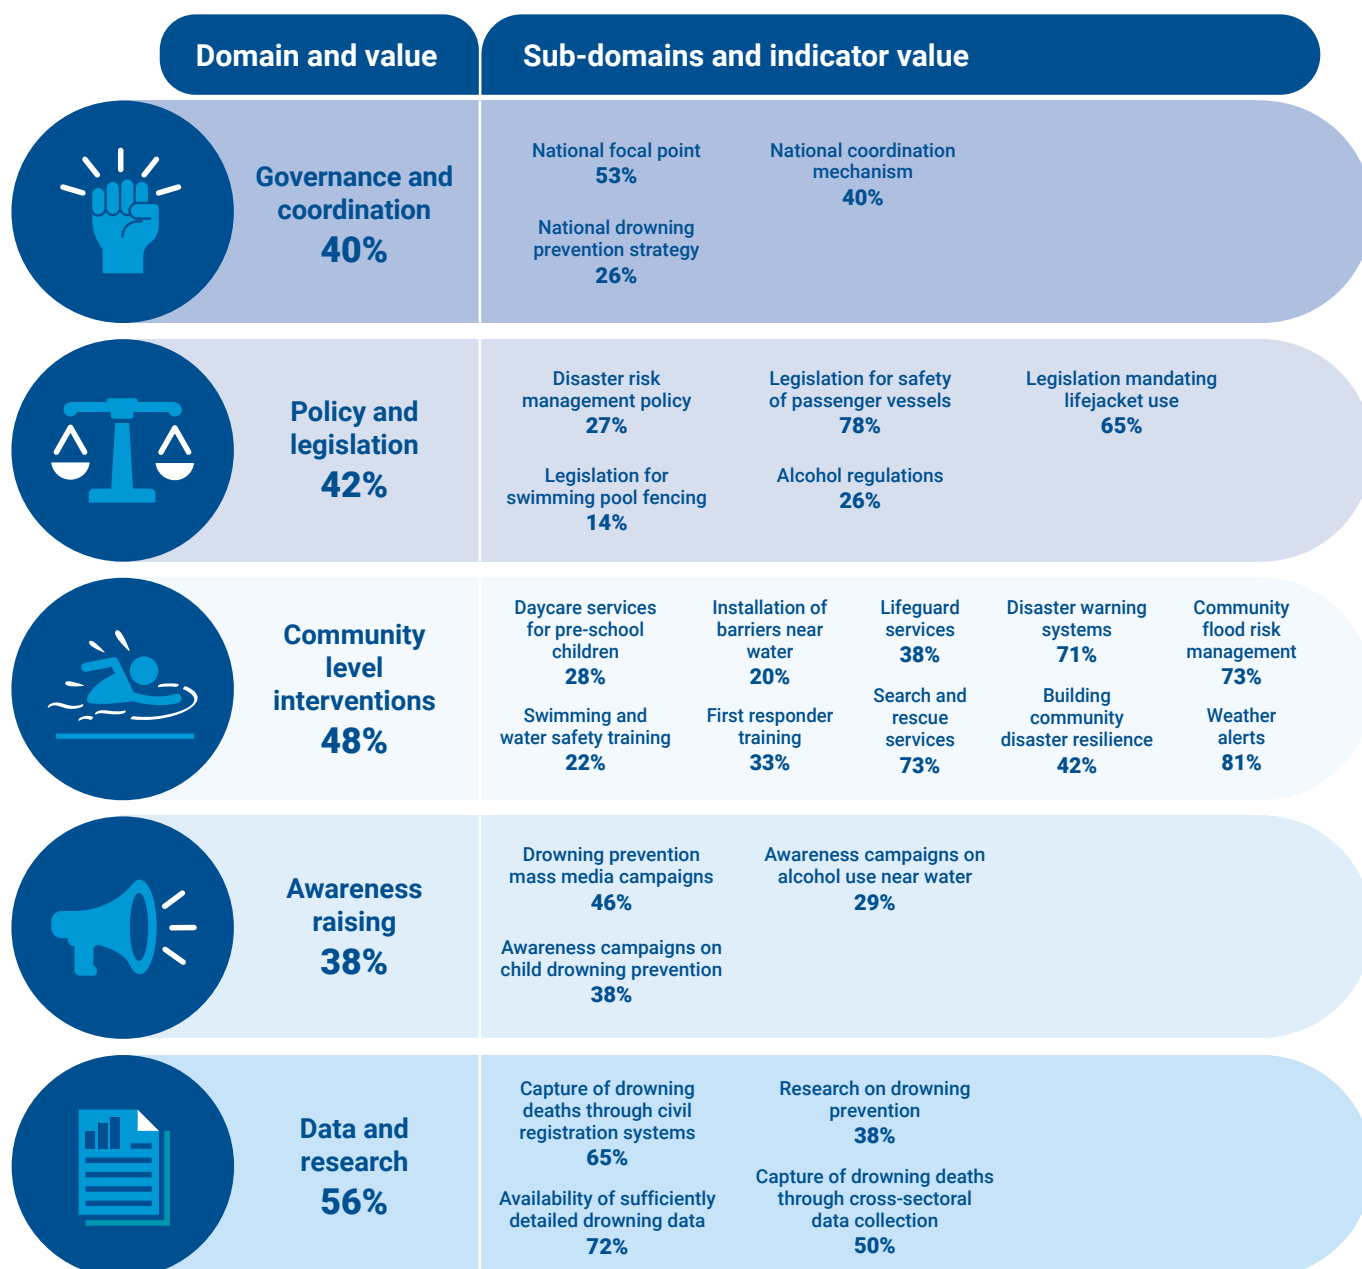 Domain and value
Sub-domains and indicator value
Governance and
coordination
40%
National focal point
53%
National coordination
mechanism
40%
National drowning
prevention strategy
26%
Policy and
legislation
42%
Disaster risk
management policy
27%
Legislation for safety
of passenger vessels
78%
Legislation mandating
lifejacket use
65%
Legislation for
swimming pool fencing
14%
Alcohol regulations
26%
Community
level
interventions
48%
Daycare services
for pre-school
children
28%
Installation of
barriers near
water
20%
Lifeguard
services
38%
Disaster warning
systems
71%
Community
flood risk
management
73%
Swimming and
water safety training
22%
First responder
training
33%
Search and
rescue
services
73%
Building
community
disaster resilience
42%
Weather
alerts
81%
Awareness
raising
38%
Drowning prevention
mass media campaigns
46%
Awareness campaigns on
alcohol use near water
29%
Awareness campaigns on
child drowning prevention
38%
Data and
research
56%
Capture of drowning
deaths through civil
registration systems
65%
Research on drowning
prevention
38%
Availability of sufficiently
detailed drowning data
72%
Capture of drowning deaths
through cross-sectoral
data collection
50%